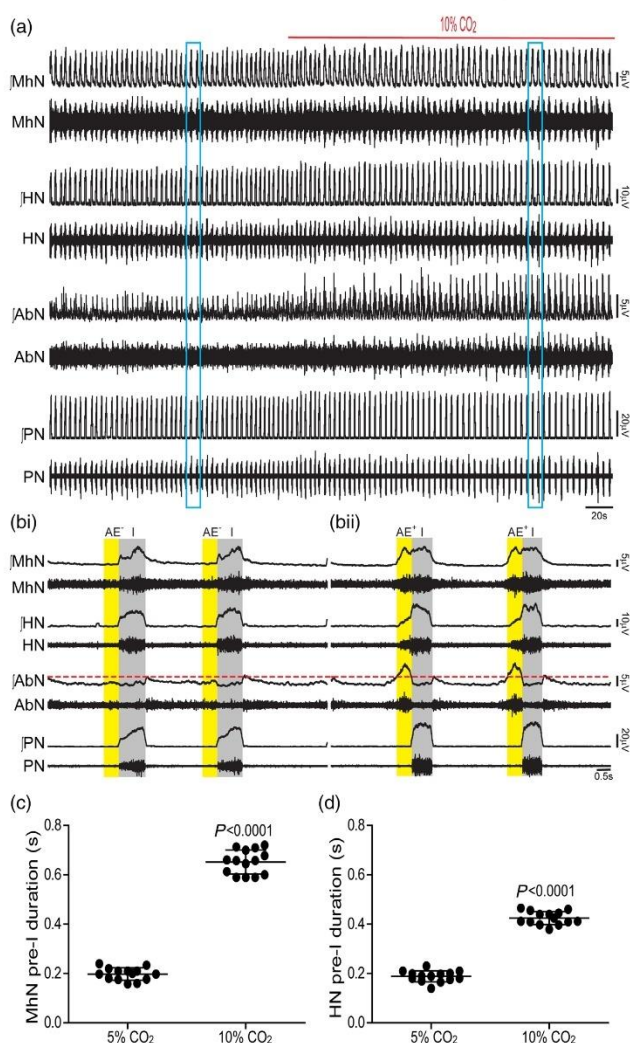 (a)
10% CO₂
∫MhN
5µV
MhN
∫HN
10µV
HN
∫AbN
5µV
AbN
∫PN
20µV
PN
20s
(bi)
AE⁻ I AE⁻ I
(bii)
AE⁺ I AE⁺ I
∫MhN
5µV
MhN
∫HN
10µV
HN
∫AbN
5µV
AbN
∫PN
20µV
PN
0.5s
(c)
P<0.0001
MhN pre-I duration (s)
0.8
0.6
0.4
0.2
0.0
5% CO₂ 10% CO₂
(d)
P<0.0001
HN pre-I duration (s)
0.8
0.6
0.4
0.2
0.0
5% CO₂ 10% CO₂